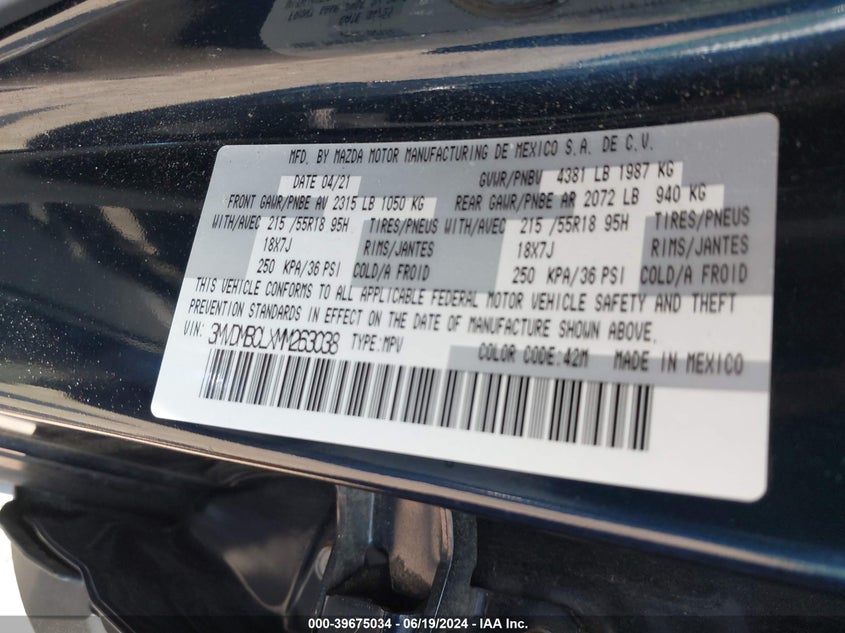 MFD. BY MAZDA MOTOR MANUFACTURING DE MEXICO S.A. DE C.V.
DATE 04/21 GVWR/PNBV 4381 LB 1987 KG
FRONT GAWR/PNBE AV 2315 LB 1050 KG REAR GAWR/PNBE AR 2072 LB 940 KG
WITH/AVEC 215 /55R18 95H TIRES/PNEUS WITH/AVEC 215 /55R18 95H TIRES/PNEUS
18X7J RIMS/JANTES 18X7J RIMS/JANTES
250 KPA/36 PSI COLD/A FROID 250 KPA/36 PSI COLD/A FROID
THIS VEHICLE CONFORMS TO ALL APPLICABLE FEDERAL MOTOR VEHICLE SAFETY AND THEFT
PREVENTION STANDARDS IN EFFECT ON THE DATE OF MANUFACTURE SHOWN ABOVE.
VIN: 3MVDMBCLXMM263038 TYPE:MPV COLOR CODE:42M MADE IN MEXICO
000-39675034 - 06/19/2024 - IAA Inc.